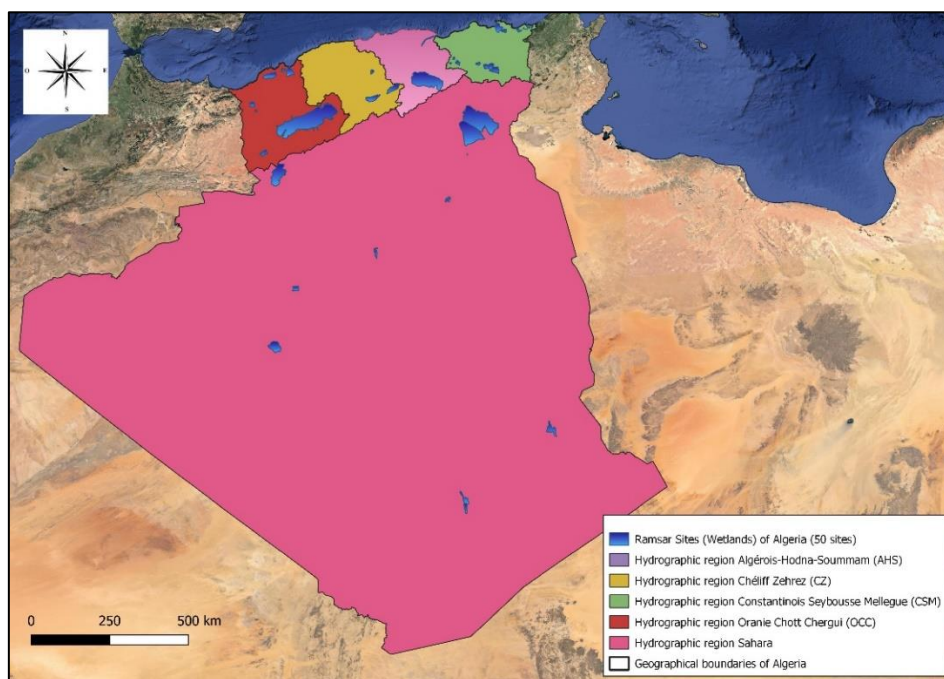 N
O
E
S
Ramsar Sites (Wetlands) of Algeria (50 sites)
Hydrographic region Algérois-Hodna-Soummam (AHS)
Hydrographic region Chéliff Zehrez (CZ)
Hydrographic region Constantinois Seybousse Mellegue (CSM)
Hydrographic region Oranie Chott Chergui (OCC)
Hydrographic region Sahara
Geographical boundaries of Algeria
0 250 500 km